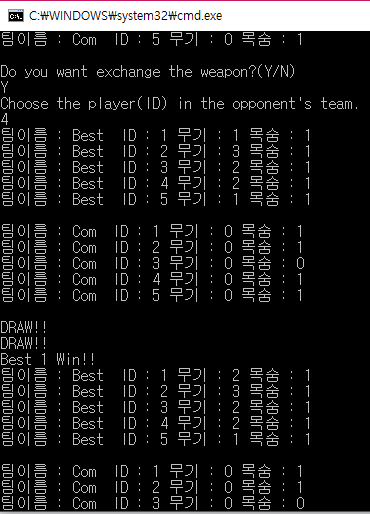 C:\WINDOWS\system32\cmd.exe
팀이름 : Com  ID : 5 무기 : 0 목숨 : 1
Do you want exchange the weapon?(Y/N)
Y
Choose the player(ID) in the opponent's team.
4
팀이름 : Best  ID : 1 무기 : 1 목숨 : 1
팀이름 : Best  ID : 2 무기 : 3 목숨 : 1
팀이름 : Best  ID : 3 무기 : 2 목숨 : 1
팀이름 : Best  ID : 4 무기 : 2 목숨 : 1
팀이름 : Best  ID : 5 무기 : 1 목숨 : 1
팀이름 : Com  ID : 1 무기 : 0 목숨 : 1
팀이름 : Com  ID : 2 무기 : 0 목숨 : 1
팀이름 : Com  ID : 3 무기 : 0 목숨 : 0
팀이름 : Com  ID : 4 무기 : 0 목숨 : 1
팀이름 : Com  ID : 5 무기 : 0 목숨 : 1
DRAW!!
DRAW!!
Best 1 Win!!
팀이름 : Best  ID : 1 무기 : 2 목숨 : 1
팀이름 : Best  ID : 2 무기 : 3 목숨 : 1
팀이름 : Best  ID : 3 무기 : 2 목숨 : 1
팀이름 : Best  ID : 4 무기 : 2 목숨 : 1
팀이름 : Best  ID : 5 무기 : 1 목숨 : 1
팀이름 : Com  ID : 1 무기 : 0 목숨 : 1
팀이름 : Com  ID : 2 무기 : 0 목숨 : 1
팀이름 : Com  ID : 3 무기 : 0 목숨 : 0